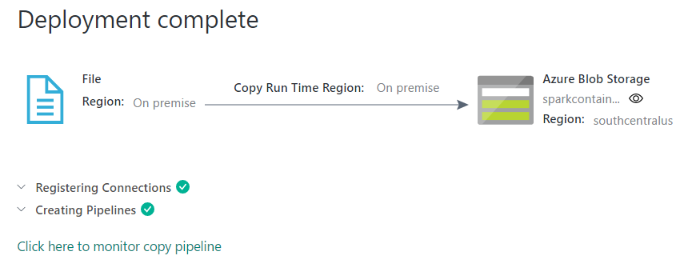 Deployment complete
File
Region: On premise
Copy Run Time Region: On premise
Azure Blob Storage
sparkcontain...
Region: southcentralus
Registering Connections
Creating Pipelines
Click here to monitor copy pipeline